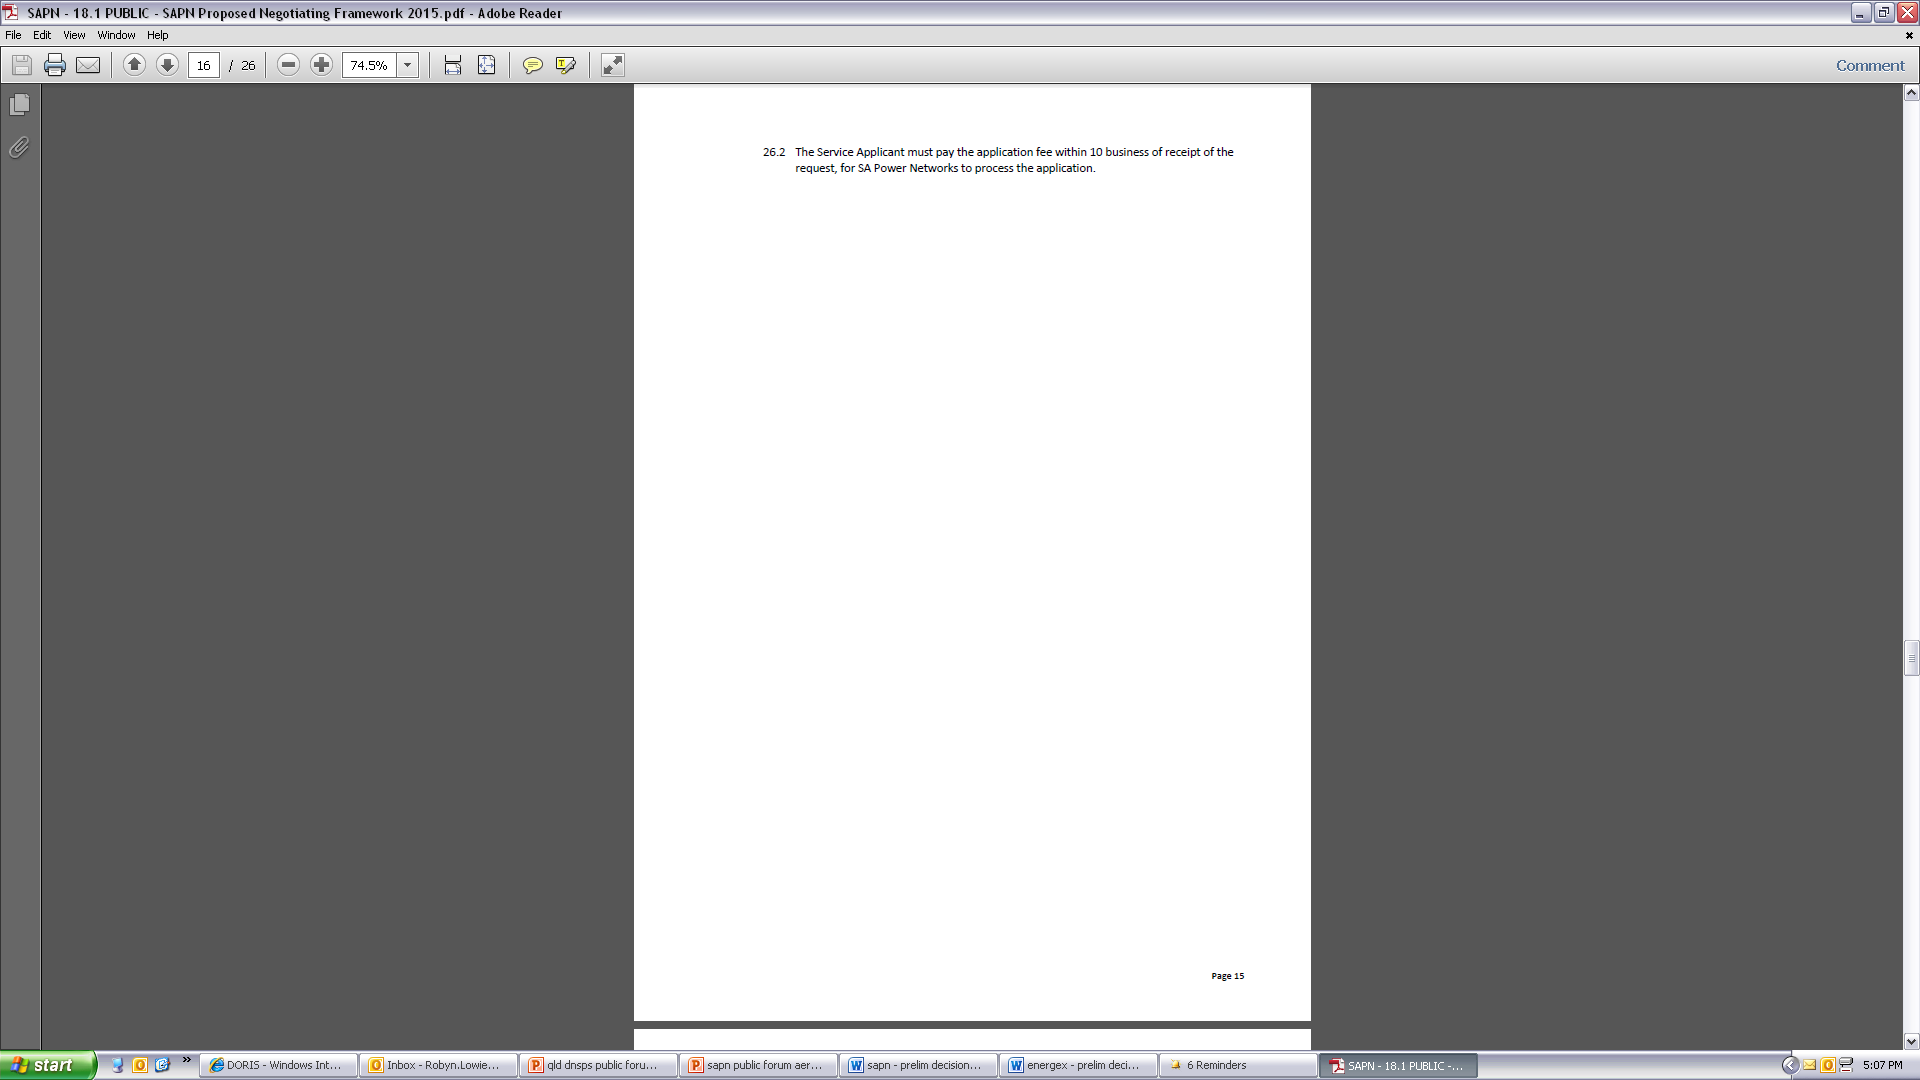 SAPN - 18.1 PUBLIC - SAPN Proposed Negotiating Framework 2015.pdf - Adobe Reader
File Edit View Window Help
16 / 26 74.5% Comment
26.2 The Service Applicant must pay the application fee within 10 business of receipt of the
request, for SA Power Networks to process the application.
Page 15
start DORIS - Windows Int... Inbox - Robyn.Lowie... qld dnsps public foru... sapn public forum aer... sapn - prelim decision... energex - prelim deci... 6 Reminders SAPN - 18.1 PUBLIC -... 5:07 PM